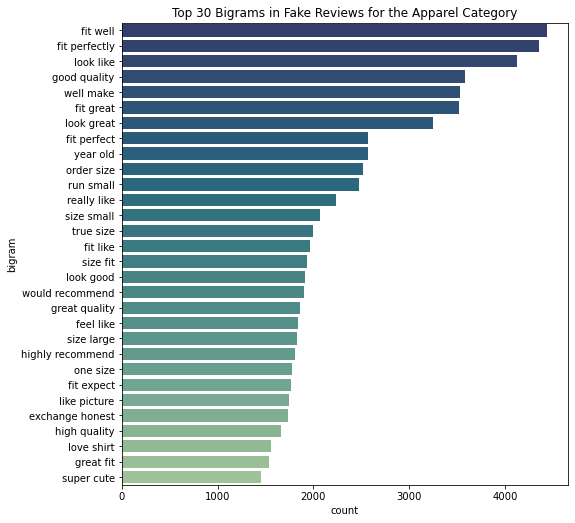 Top 30 Bigrams in Fake Reviews for the Apparel Category
fit well
fit perfectly
look like
good quality
well make
fit great
look great
fit perfect
year old
order size
run small
really like
size small
true size
fit like
size fit
look good
would recommend
great quality
feel like
size large
highly recommend
one size
fit expect
like picture
exchange honest
high quality
love shirt
great fit
super cute
bigram
0 1000 2000 3000 4000
count